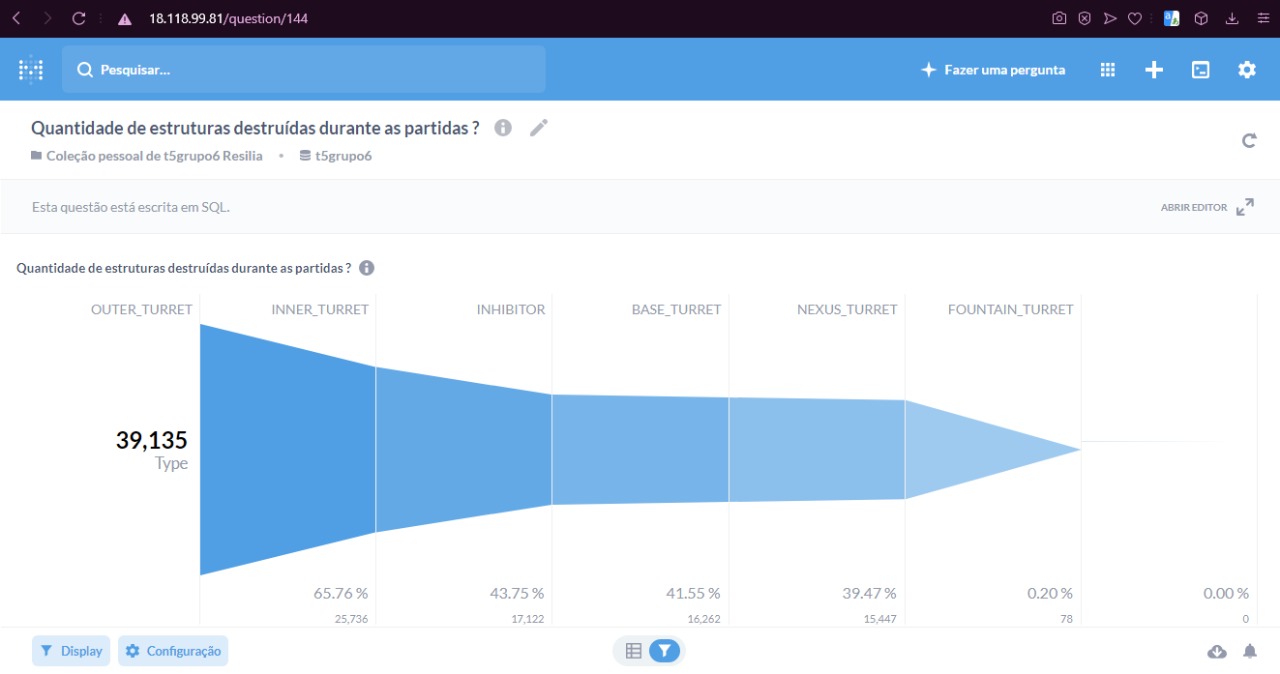 18.118.99.81/question/144
Pesquisar...
Fazer uma pergunta
Quantidade de estruturas destruídas durante as partidas ?
Coleção pessoal de t5grupo6 Resilia • t5grupo6
Esta questão está escrita em SQL.
ABRIR EDITOR
Quantidade de estruturas destruídas durante as partidas ?
OUTER_TURRET INNER_TURRET INHIBITOR BASE_TURRET NEXUS_TURRET FOUNTAIN_TURRET
39,135
Type
65.76 % 43.75 % 41.55 % 39.47 % 0.20 % 0.00 %
25,736 17,122 16,262 15,447 78 0
Display Configuração